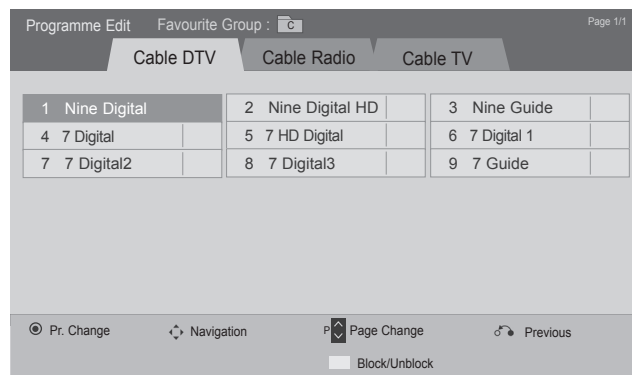 Programme Edit Favourite Group : C Page 1/1
Cable DTV Cable Radio Cable TV
1 Nine Digital 2 Nine Digital HD 3 Nine Guide
4 7 Digital 5 7 HD Digital 6 7 Digital 1
7 7 Digital2 8 7 Digital3 9 7 Guide
Pr. Change Navigation P Page Change Previous
Block/Unblock